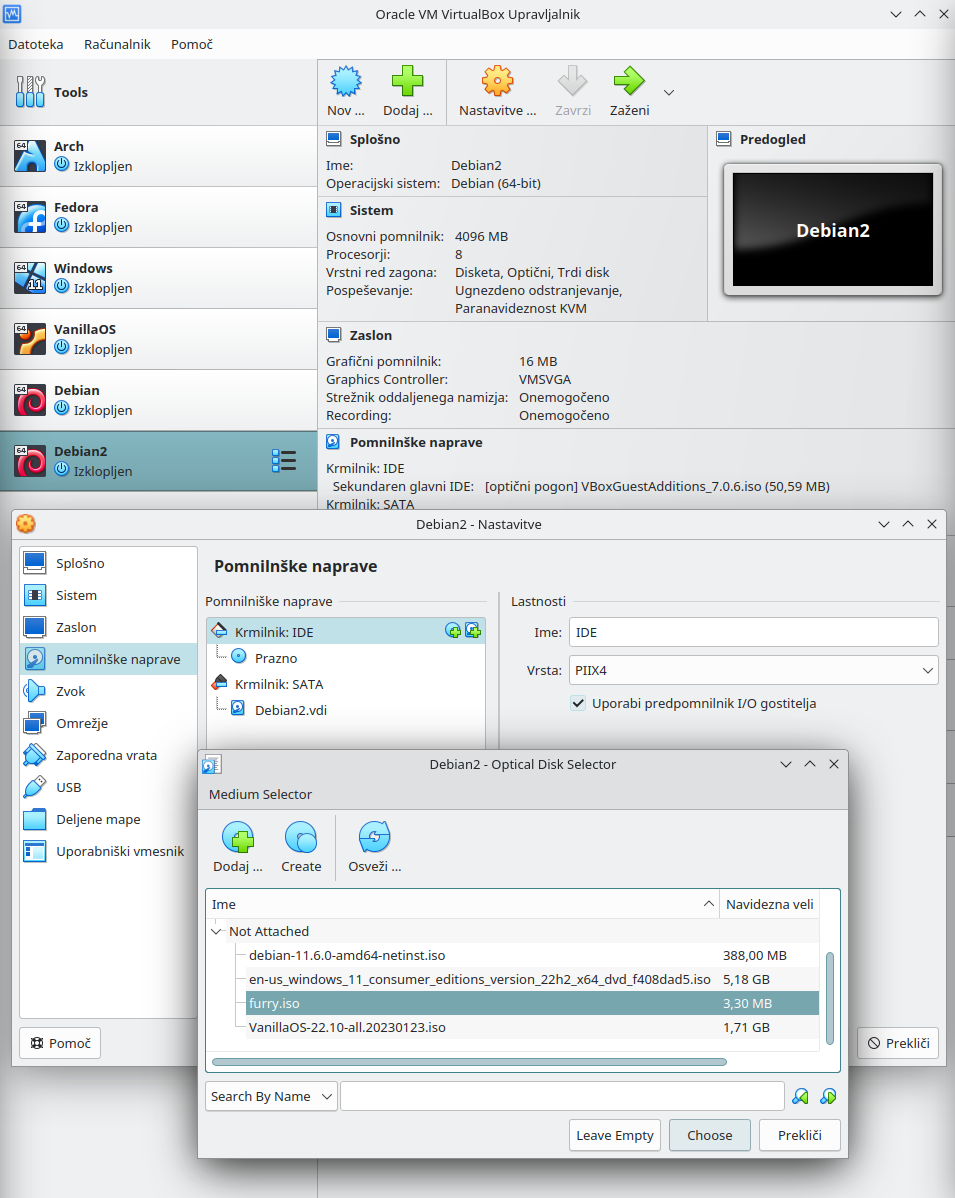 Oracle VM VirtualBox Upravljalnik
Datoteka Računalnik Pomoč
Tools
64 Arch
Izklopljen
64 Fedora
Izklopljen
64 11 Windows
Izklopljen
64 VanillaOS
Izklopljen
64 Debian
Izklopljen
64 Debian2
Izklopljen
Nov ... Dodaj ... Nastavitve ... Zavrzi Zaženi
Splošno
Ime: Debian2
Operacijski sistem: Debian (64-bit)
Sistem
Osnovni pomnilnik: 4096 MB
Procesorji: 8
Vrstni red zagona: Disketa, Optični, Trdi disk
Pospeševanje: Ugnezdeno odstranjevanje,
Paranavideznost KVM
Predogled
Debian2
Zaslon
Grafični pomnilnik: 16 MB
Graphics Controller: VMSVGA
Strežnik oddaljenega namizja: Onemogočeno
Recording: Onemogočeno
Pomnilnške naprave
Krmilnik: IDE
Sekundaren glavni IDE: [optični pogon] VBoxGuestAdditions_7.0.6.iso (50,59 MB)
Krmilnik: SATA
Debian2 - Nastavitve
Splošno
Sistem
Zaslon
Pomnilnške naprave
Zvok
Omrežje
Zaporedna vrata
USB
Deljene mape
Uporabniški vmesnik
Pomoč
Pomnilnške naprave
Pomnilniške naprave
Krmilnik: IDE
Prazno
Krmilnik: SATA
Debian2.vdi
Lastnosti
Ime: IDE
Vrsta: PIIX4
Uporabi predpomnilnik I/O gostitelja
Prekliči
Debian2 - Optical Disk Selector
Medium Selector
Dodaj ... Create Osveži ...
Ime Navidezna veli
Not Attached
debian-11.6.0-amd64-netinst.iso 388,00 MB
en-us_windows_11_consumer_editions_version_22h2_x64_dvd_f408dad5.iso 5,18 GB
furry.iso 3,30 MB
VanillaOS-22.10-all.20230123.iso 1,71 GB
Search By Name
Leave Empty Choose Prekliči